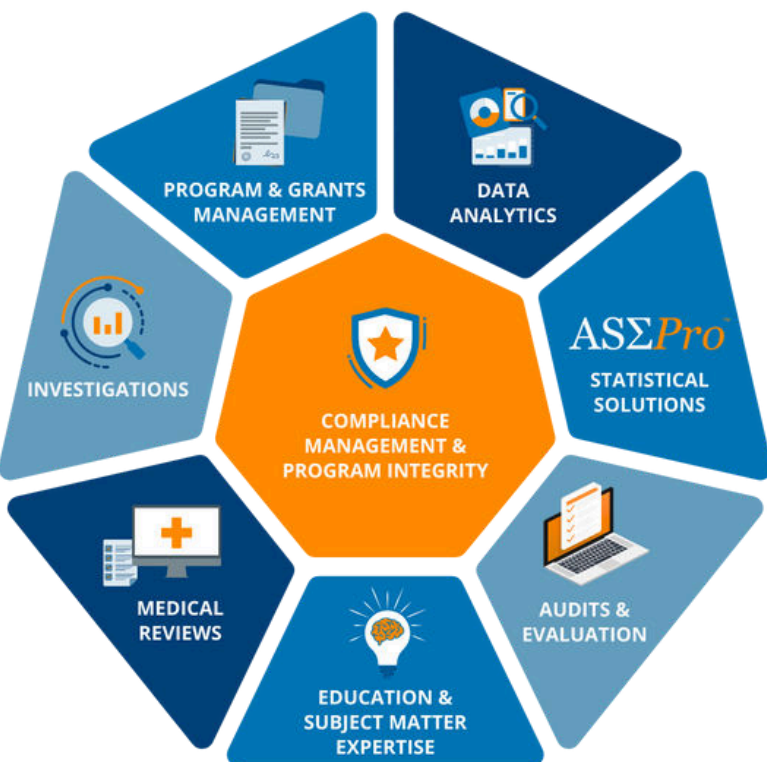 PROGRAM & GRANTS
MANAGEMENT
DATA
ANALYTICS
ASΣPro
STATISTICAL
SOLUTIONS
AUDITS &
EVALUATION
EDUCATION &
SUBJECT MATTER
EXPERTISE
MEDICAL
REVIEWS
INVESTIGATIONS
COMPLIANCE
MANAGEMENT &
PROGRAM INTEGRITY